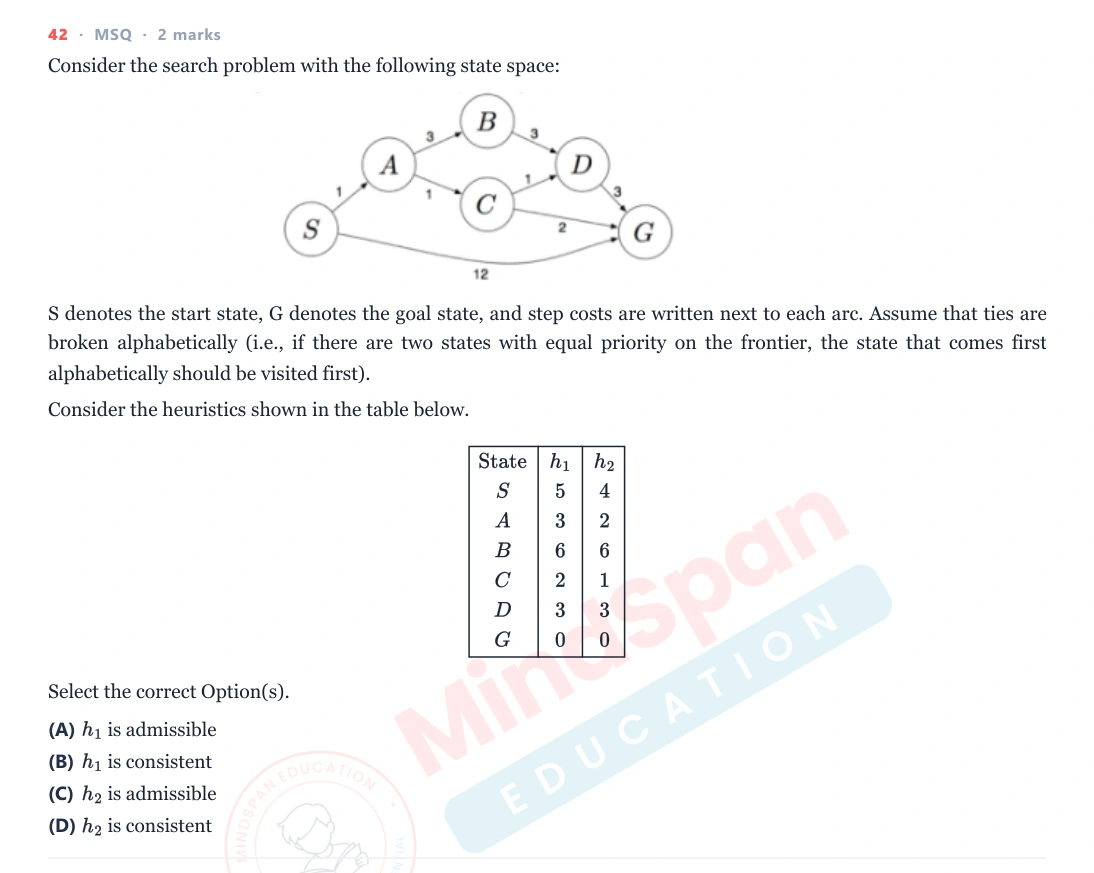 42 · MSQ · 2 marks
Consider the search problem with the following state space:
B
3
3
A
D
1
1
1
3
C
S
2
G
12
S denotes the start state, G denotes the goal state, and step costs are written next to each arc. Assume that ties are
broken alphabetically (i.e., if there are two states with equal priority on the frontier, the state that comes first
alphabetically should be visited first).
Consider the heuristics shown in the table below.
State h₁ h₂
S 5 4
A 3 2
B 6 6
C 2 1
D 3 3
G 0 0
Select the correct Option(s).
(A) h₁ is admissible
(B) h₁ is consistent
(C) h₂ is admissible
(D) h₂ is consistent
Mindspan
EDUCATION
MINDSPAN EDUCATION